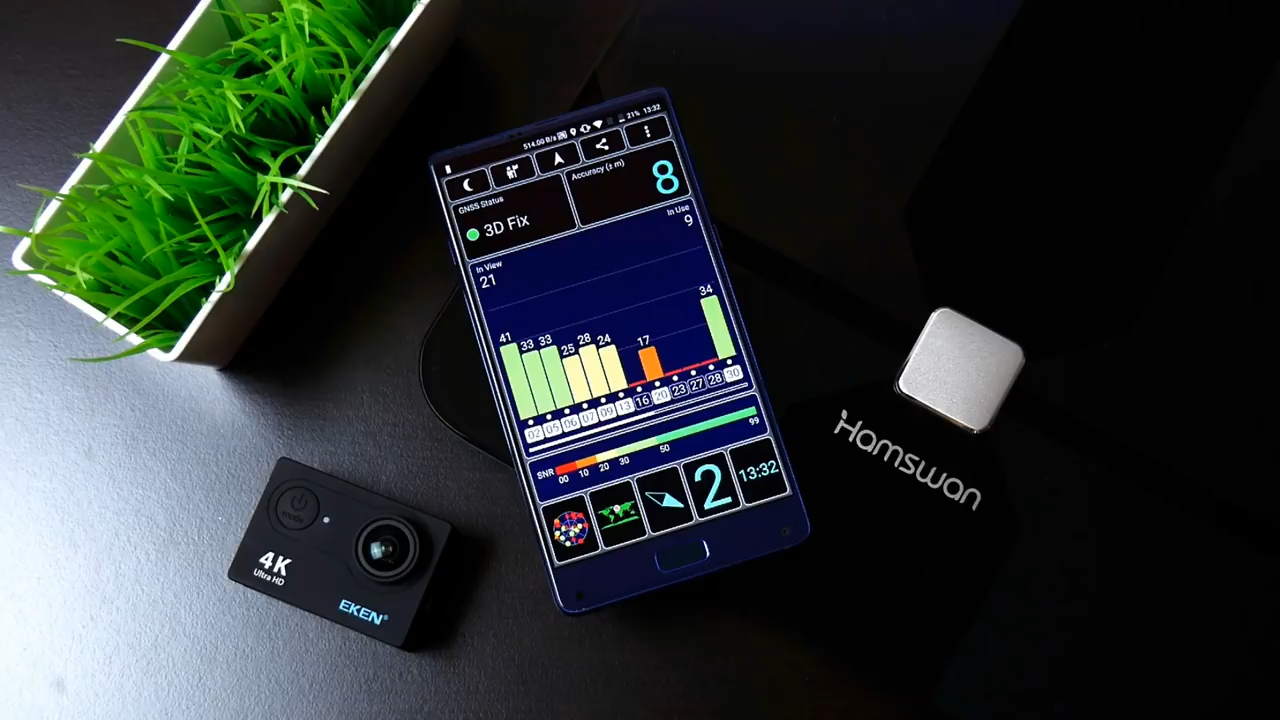 514.00 B/s 21% 13:32
GNSS Status
3D Fix
Accuracy (± m)
8
In View
21
In Use
9
41 33 33 25 28 24 17 34
02 05 06 07 09 13 16 20 23 27 28 30
SNR
00 10 20 30 50 99
2
13:32
mode
4K
Ultra HD
EKEN®
Hamswan